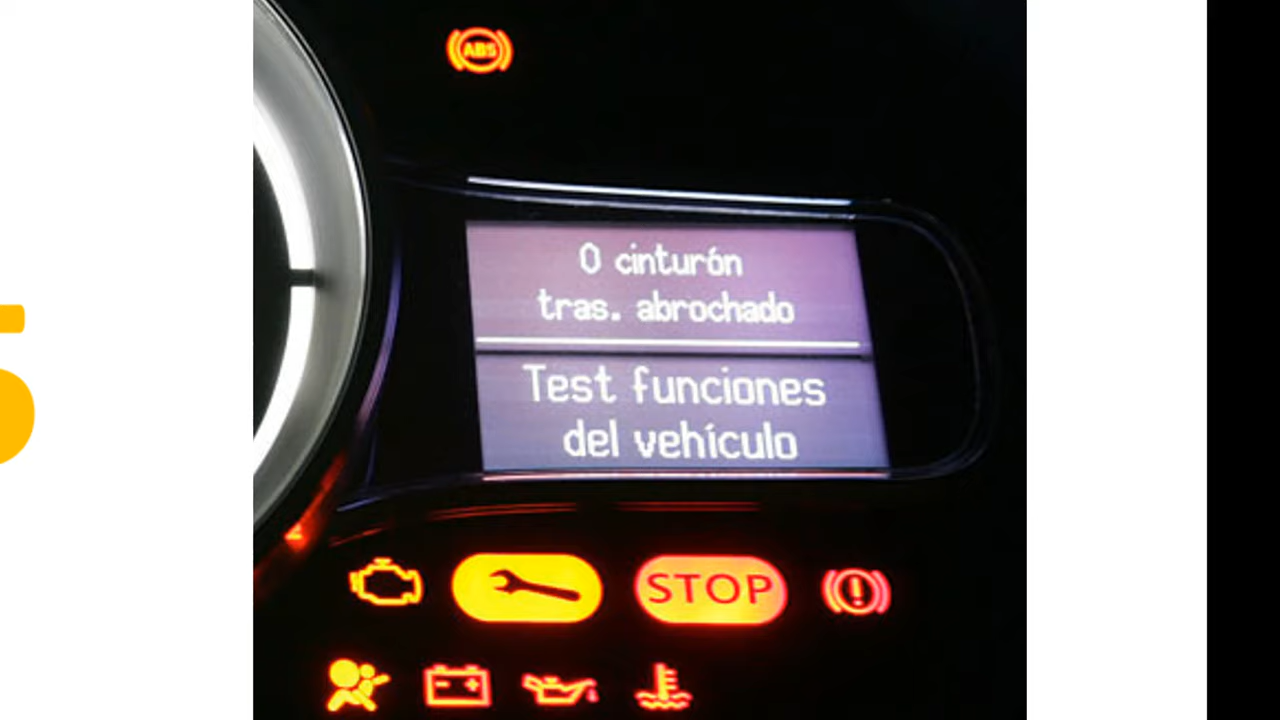 ABS
0 cinturón
tras. abrochado
Test funciones
del vehículo
STOP